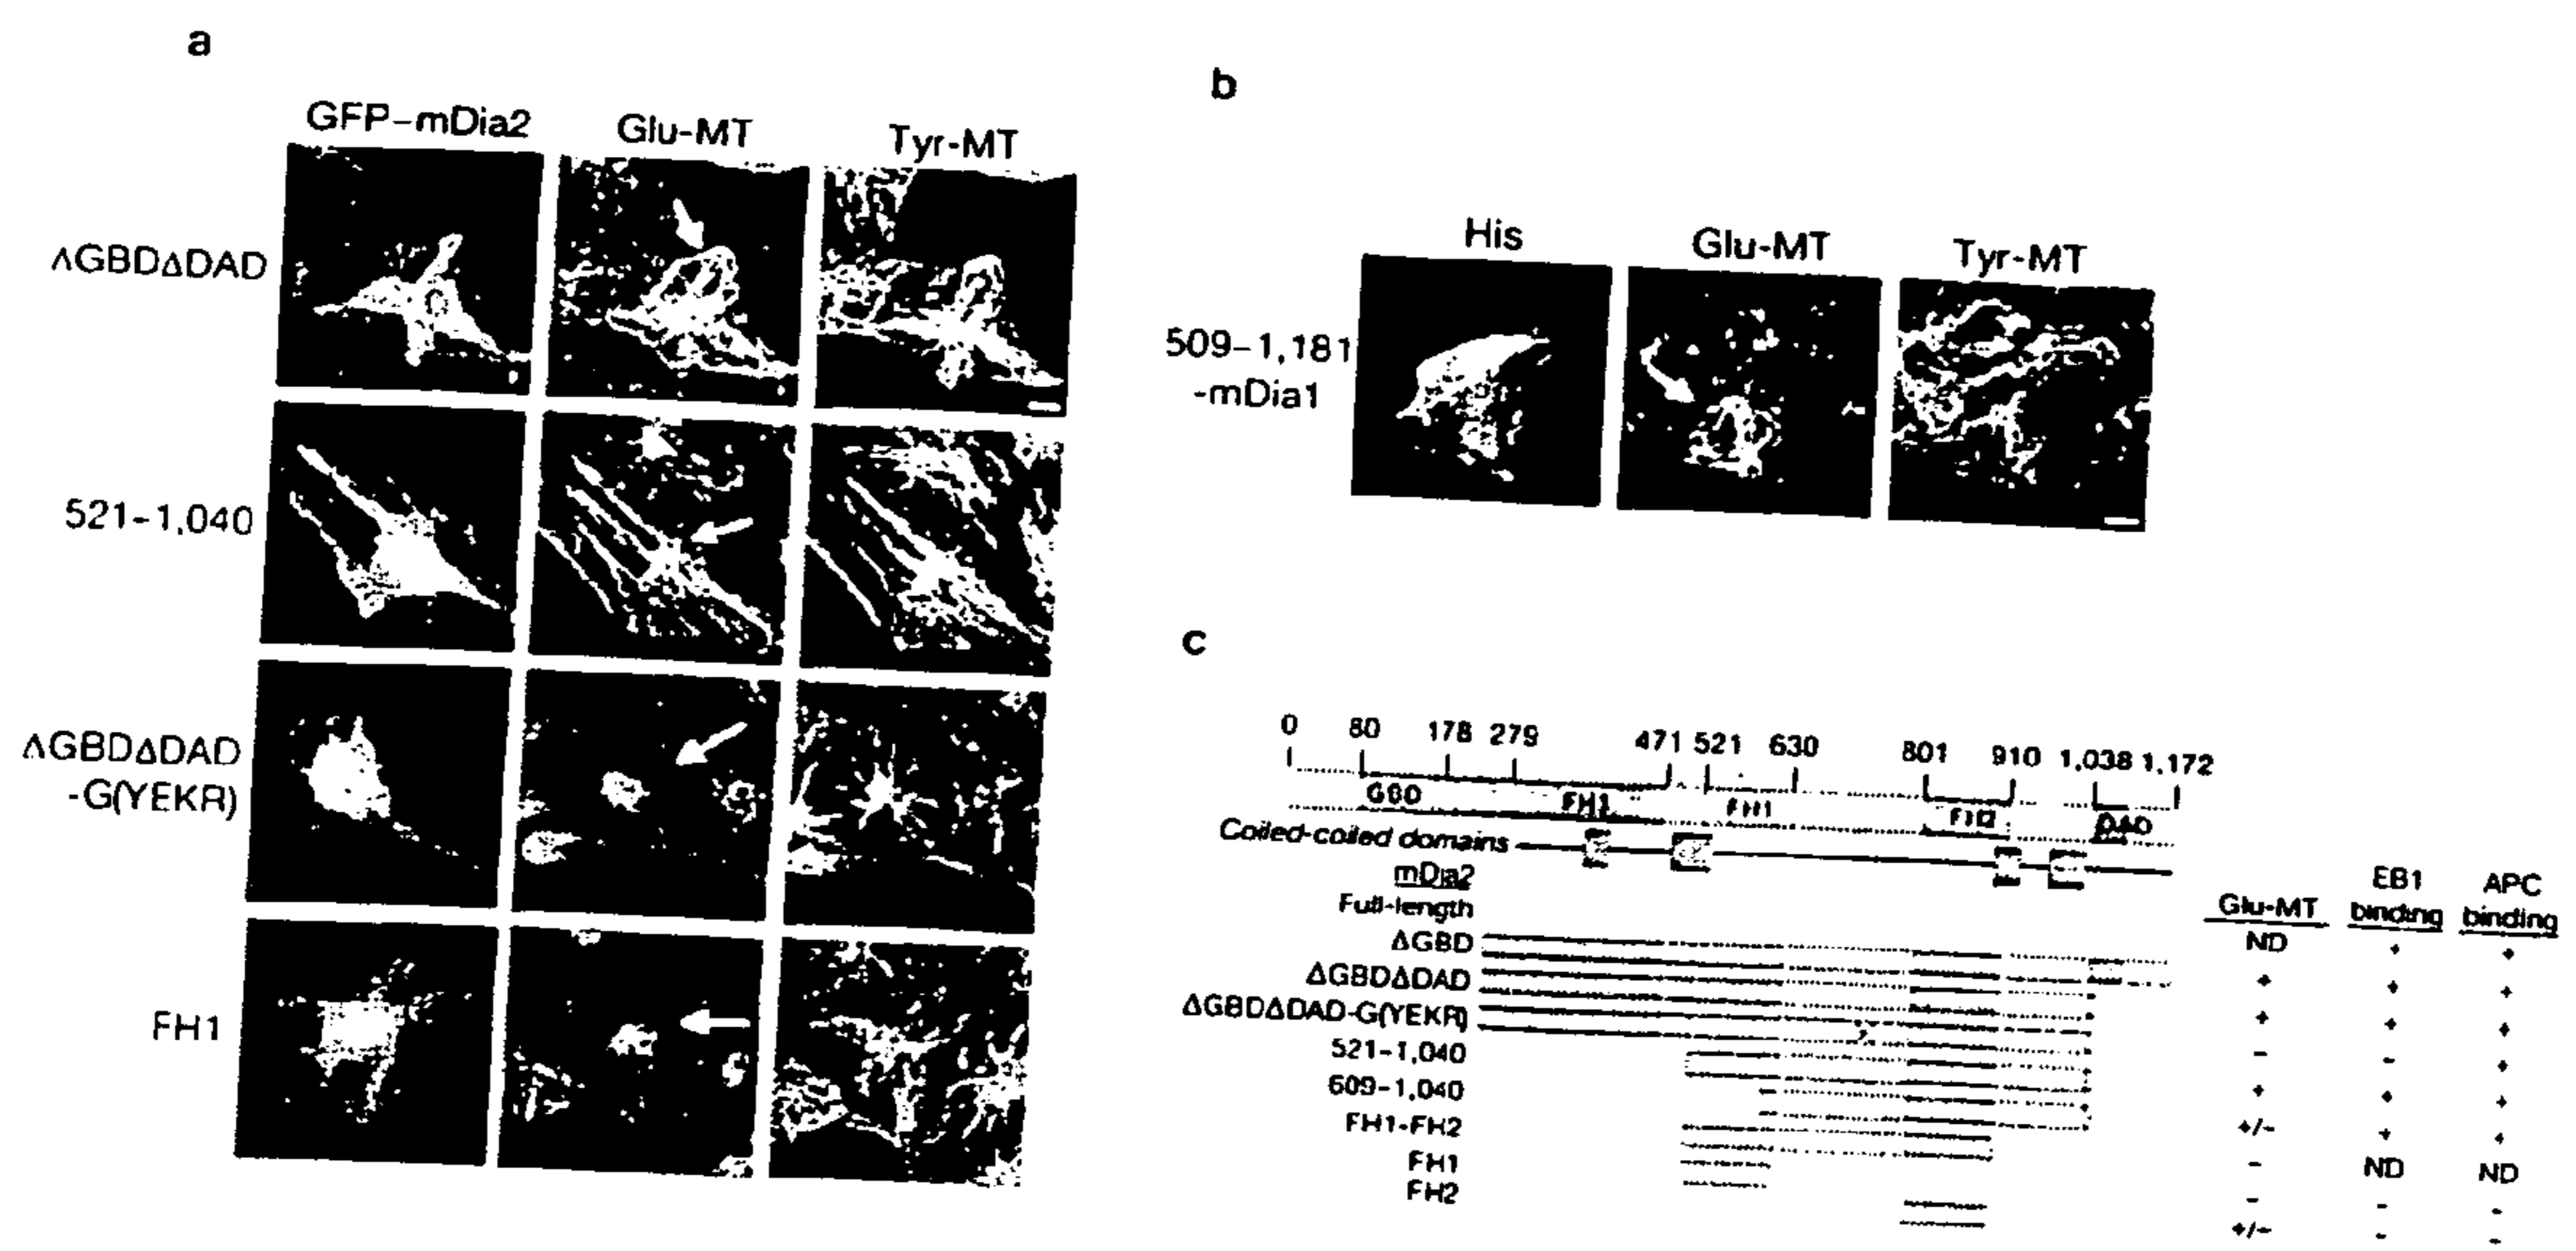 a
GFP–mDia2
Glu-MT
Tyr-MT
ΔGBDΔDAD
521–1,040
ΔGBDΔDAD
-G(YEKR)
FH1
b
His
Glu-MT
Tyr-MT
509–1,181
-mDia1
c
0 80 178 279 471 521 630 801 910 1,038 1,172
GBD FH3 FH1 FH2 DAD
Coiled-coiled domains
mDia2
Glu-MT
EB1
binding
APC
binding
Full-length ND + +
ΔGBD + + +
ΔGBDΔDAD + + +
ΔGBDΔDAD-G(YEKR) – – +
521–1,040 + + +
609–1,040 +/– + +
FH1-FH2 – ND ND
FH1 – – –
FH2 +/– – –